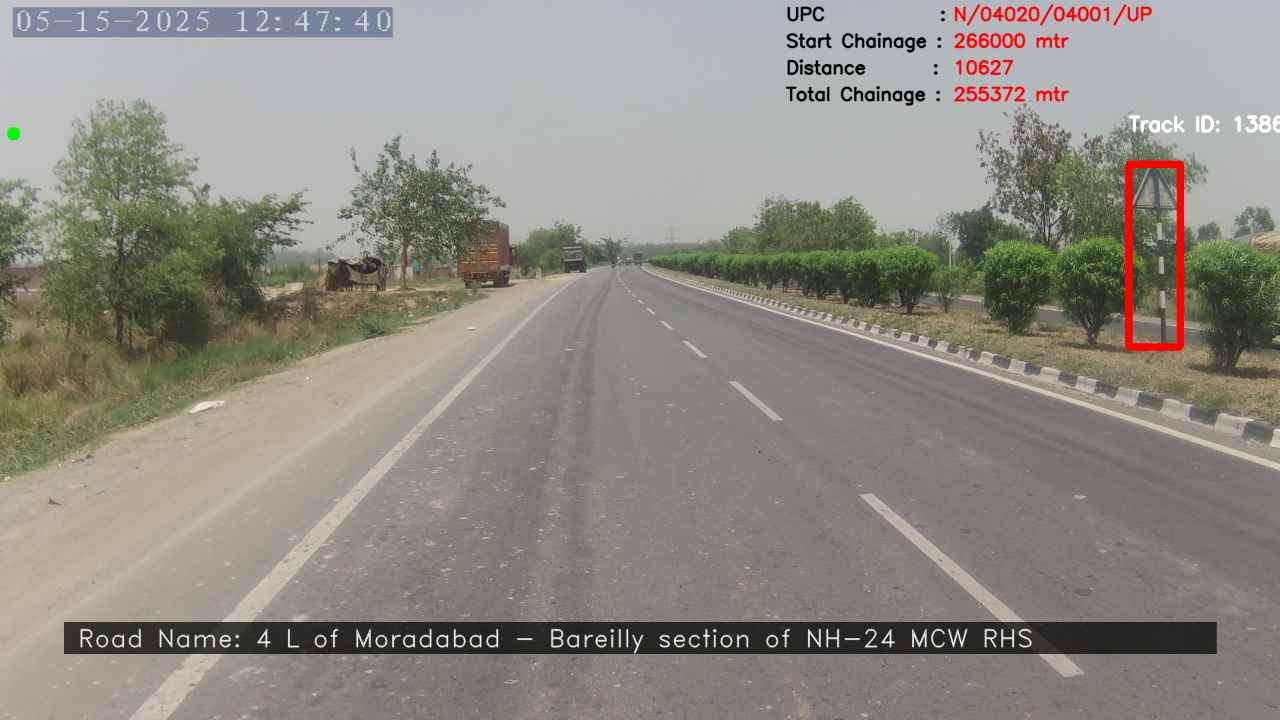 05-15-2025 12:47:40
UPC : N/04020/04001/UP
Start Chainage : 266000 mtr
Distance : 10627
Total Chainage : 255372 mtr
Track ID: 1386
Road Name: 4 L of Moradabad - Bareilly section of NH-24 MCW RHS